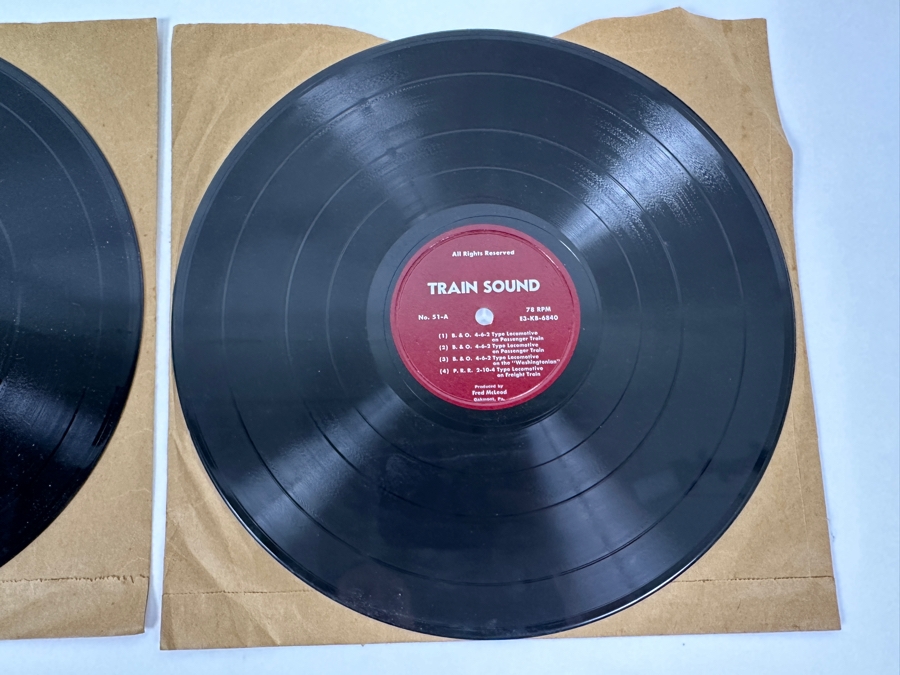 All Rights Reserved
TRAIN SOUND
No. 51-A
78 RPM
E3-KB-6840
(1) B. & O. 4-6-2 Type Locomotive
on Passenger Train
(2) B. & O. 4-6-2 Type Locomotive
on Passenger Train
(3) B. & O. 4-6-2 Type Locomotive
on the "Washingtonian"
(4) P. R. R. 2-10-4 Type Locomotive
on Freight Train
Produced by
Fred McLeod
Oakmont, Pa.